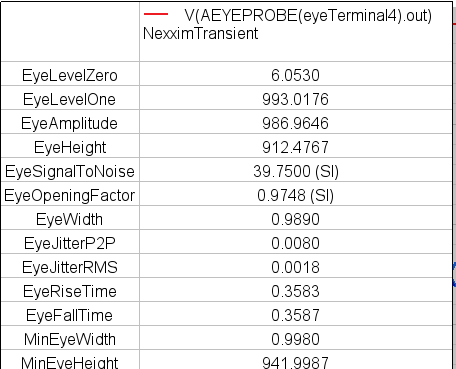 V(AEYEPROBE(eyeTerminal4).out)
NexximTransient
EyeLevelZero 6.0530
EyeLevelOne 993.0176
EyeAmplitude 986.9646
EyeHeight 912.4767
EyeSignalToNoise 39.7500 (SI)
EyeOpeningFactor 0.9748 (SI)
EyeWidth 0.9890
EyeJitterP2P 0.0080
EyeJitterRMS 0.0018
EyeRiseTime 0.3583
EyeFallTime 0.3587
MinEyeWidth 0.9980
MinEyeHeight 941.9987